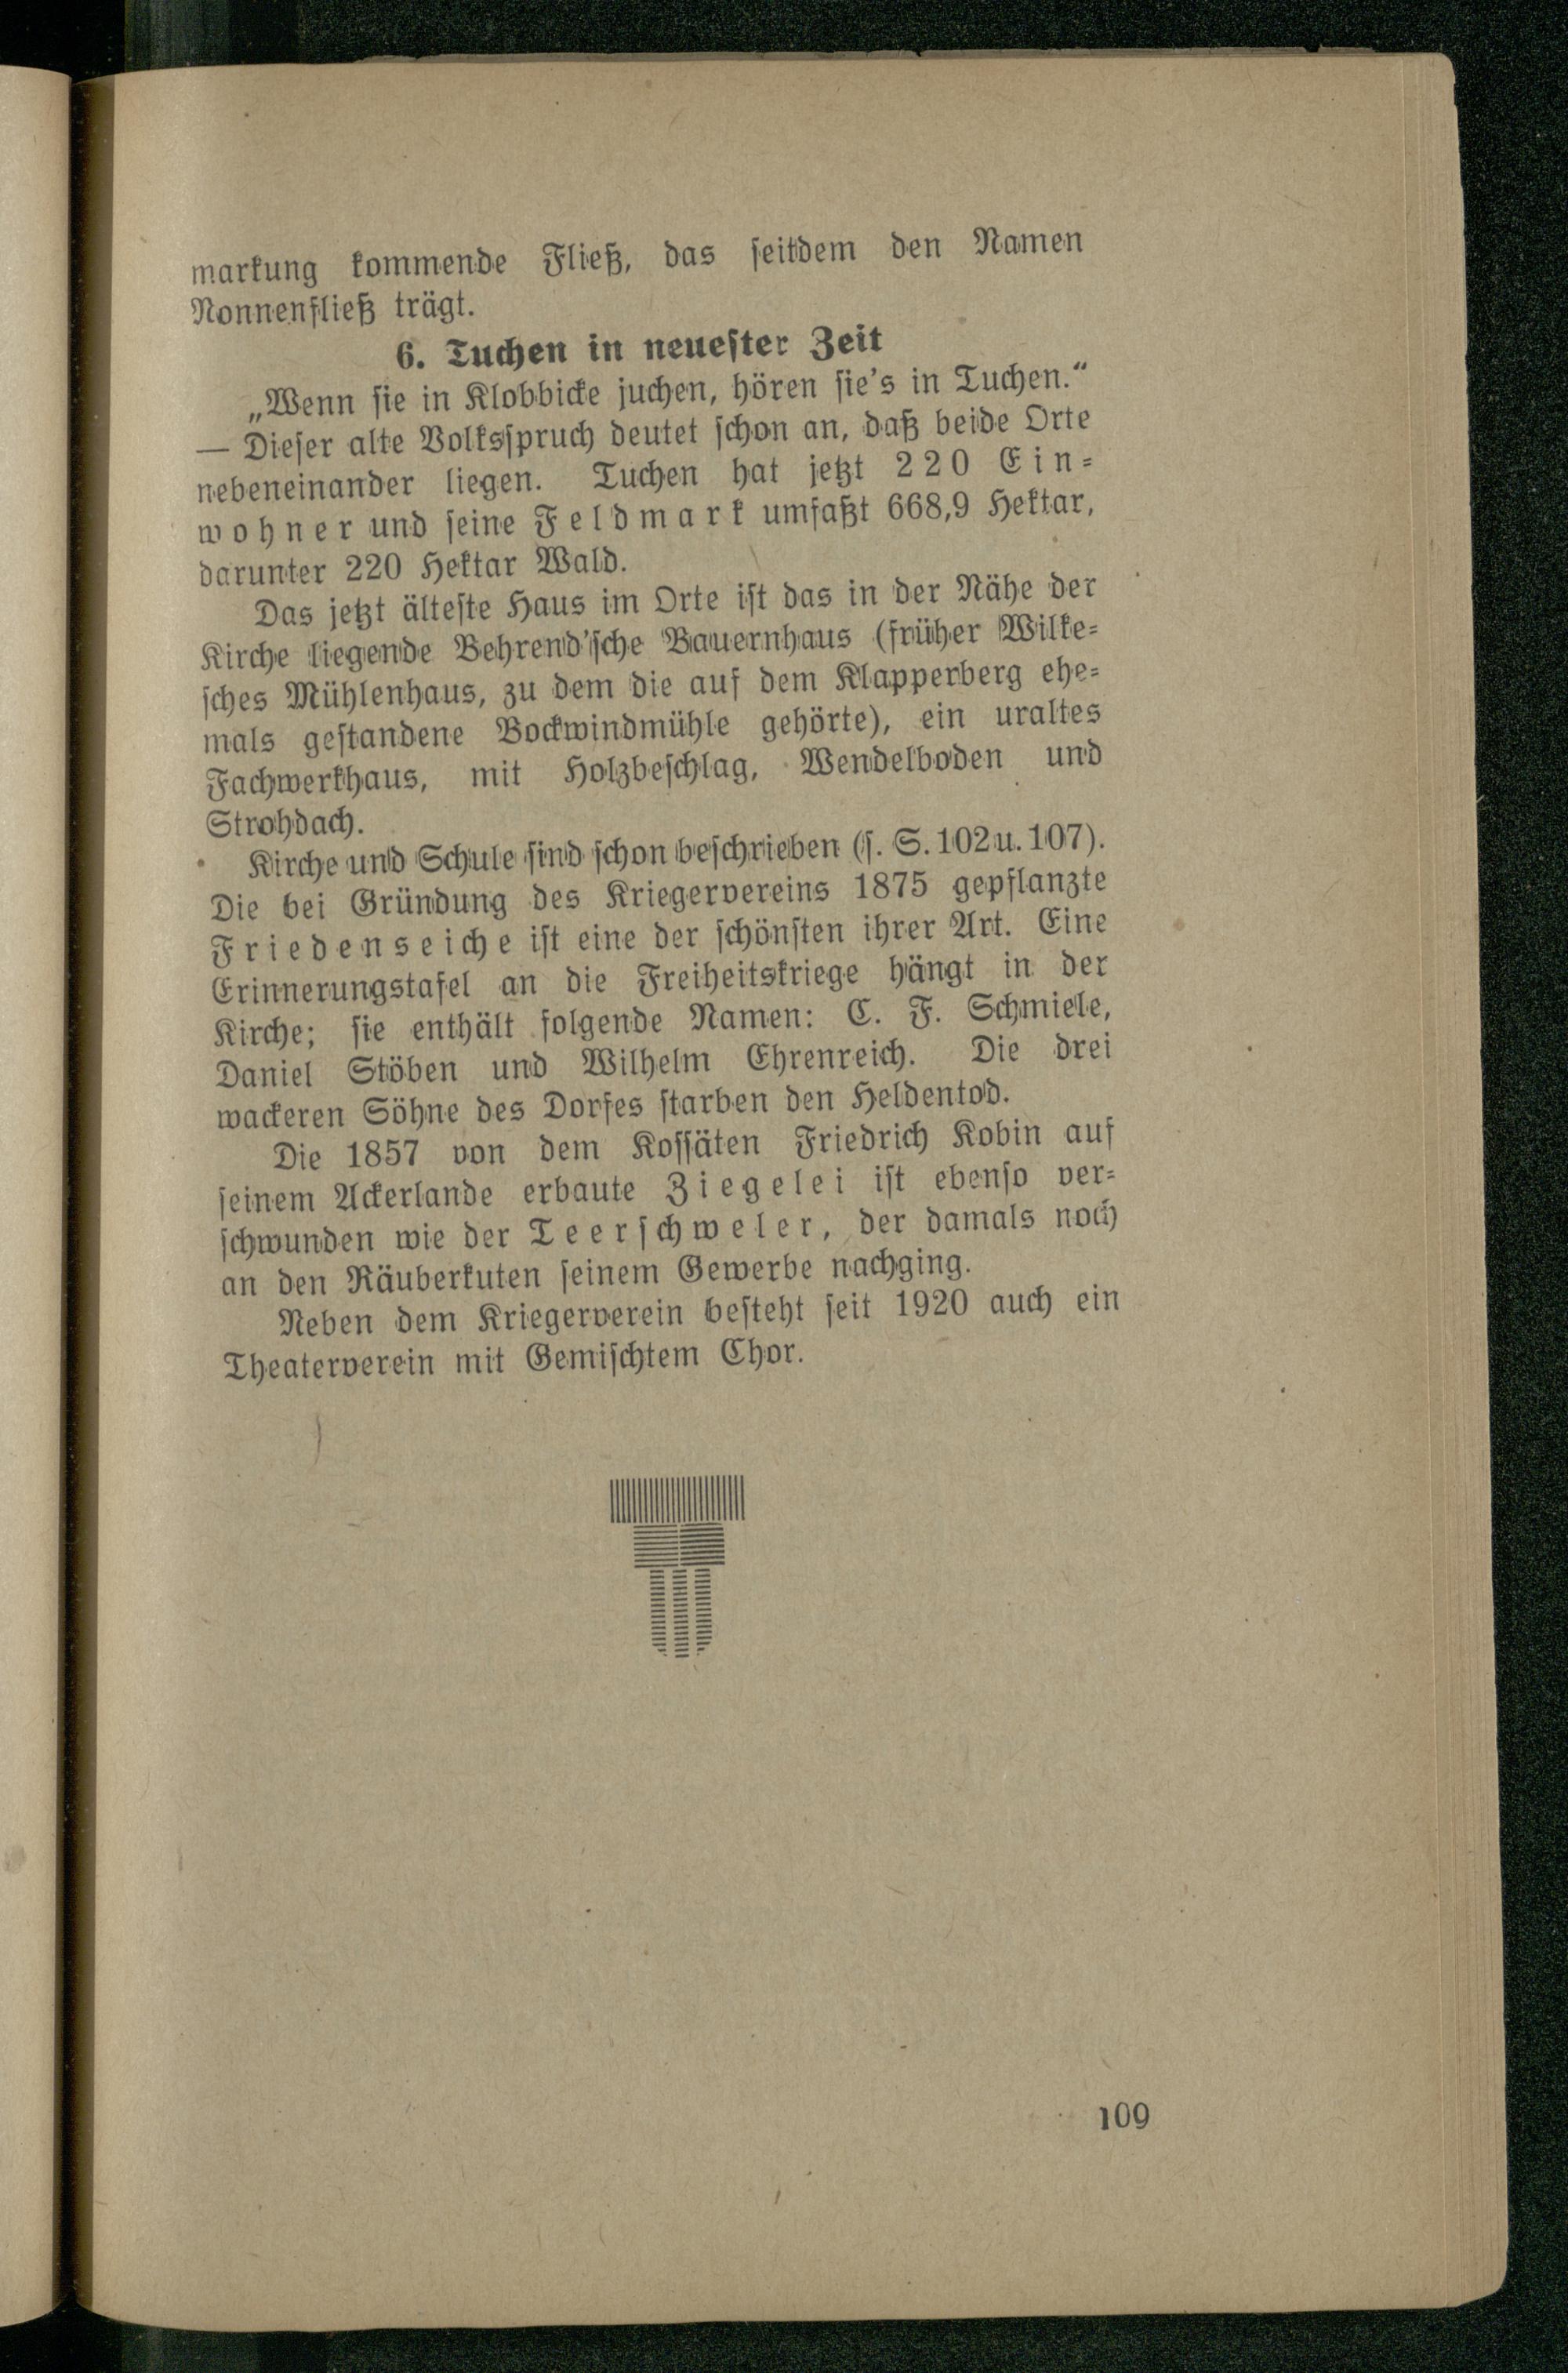 markung kommende Fließ, das seitdem den Namen
Nonnenfließ trägt.
6. Tuchen in neuester Zeit
„Wenn sie in Klobbicke juchen, hören sie's in Tuchen.“
— Dieser alte Volksspruch deutet schon an, daß beide Orte
nebeneinander liegen. Tuchen hat jetzt 220 Ein-
wohner und seine Feldmark umfaßt 668,9 Hektar,
darunter 220 Hektar Wald.
Das jetzt älteste Haus im Orte ist das in der Nähe der
Kirche liegende Behrend'sche Bauernhaus (früher Wilke-
sches Mühlenhaus, zu dem die auf dem Klapperberg ehe-
mals gestandene Bockwindmühle gehörte), ein uraltes
Fachwerkhaus, mit Holzbeschlag, Wendelboden und
Strohdach.
Kirche und Schule sind schon beschrieben (s. S. 102 u. 107).
Die bei Gründung des Kriegervereins 1875 gepflanzte
Friedenseiche ist eine der schönsten ihrer Art. Eine
Erinnerungstafel an die Freiheitskriege hängt in der
Kirche; sie enthält folgende Namen: C. F. Schmiele,
Daniel Stöben und Wilhelm Ehrenreich. Die drei
wackeren Söhne des Dorfes starben den Heldentod.
Die 1857 von dem Kossäten Friedrich Kobin auf
seinem Ackerlande erbaute Ziegelei ist ebenso ver-
schwunden wie der Teerschweler, der damals noch
an den Räuberkuten seinem Gewerbe nachging.
Neben dem Kriegerverein besteht seit 1920 auch ein
Theaterverein mit Gemischtem Chor.
109